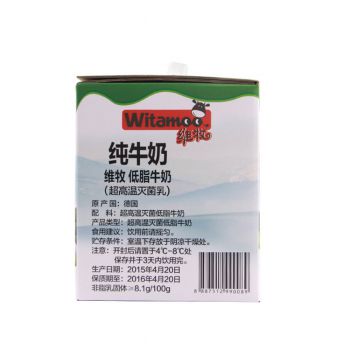 Witamoo
维牧
纯牛奶
维牧 低脂牛奶
(超高温灭菌乳)
原 产 国：德国
配　　料：超高温灭菌低脂牛奶
产品类型：超高温灭菌低脂牛奶
食用建议：饮用前请摇匀。
贮存条件：室温下存放于阴凉干燥处。
注意：开封后请置于4℃~8℃处
保存并于3天内饮用完。
生产日期：2015年4月20日
保质期至：2016年4月20日
非脂乳固体≥8.1g/100g